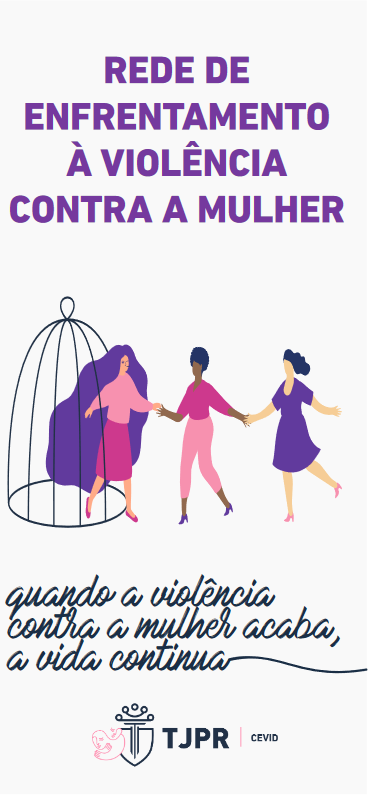 REDE DE
ENFRENTAMENTO
À VIOLÊNCIA
CONTRA A MULHER
quando a violência
contra a mulher acaba,
a vida continua
TJPR | CEVID